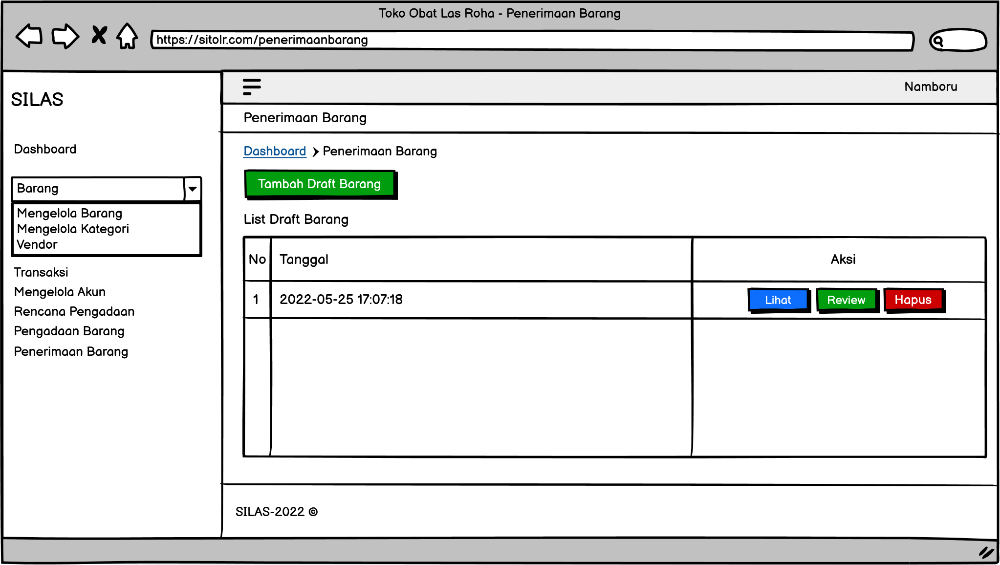 Toko Obat Las Roha - Penerimaan Barang
https://sitolr.com/penerimaanbarang
SILAS
Dashboard
Barang
Mengelola Barang
Mengelola Kategori
Vendor
Transaksi
Mengelola Akun
Rencana Pengadaan
Pengadaan Barang
Penerimaan Barang
Namboru
Penerimaan Barang
Dashboard Penerimaan Barang
Tambah Draft Barang
List Draft Barang
No Tanggal Aksi
1 2022-05-25 17:07:18 Lihat Review Hapus
SILAS-2022 ©